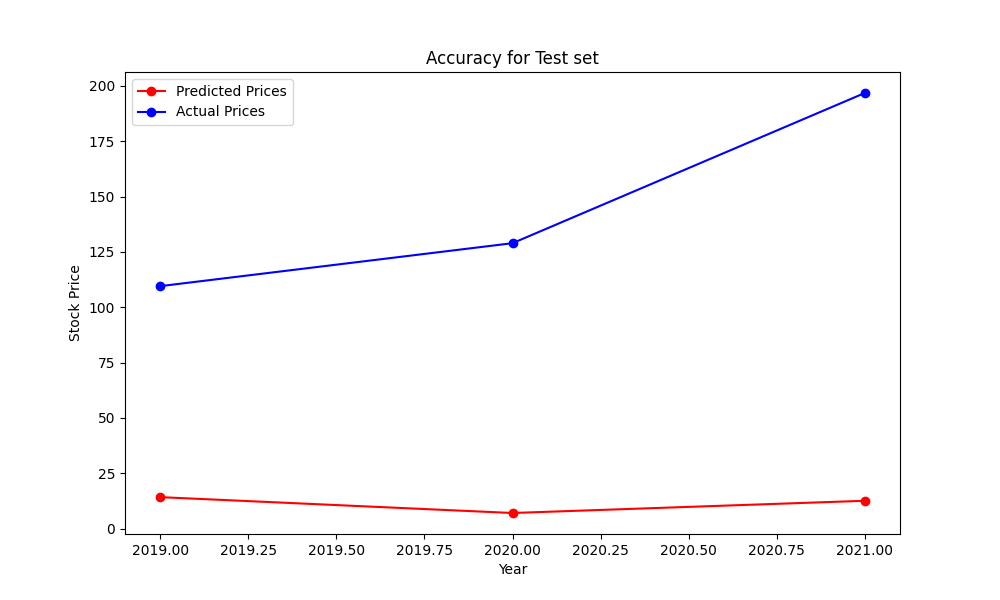 Accuracy for Test set
Predicted Prices
Actual Prices
Stock Price
200
175
150
125
100
75
50
25
0
2019.00 2019.25 2019.50 2019.75 2020.00 2020.25 2020.50 2020.75 2021.00
Year